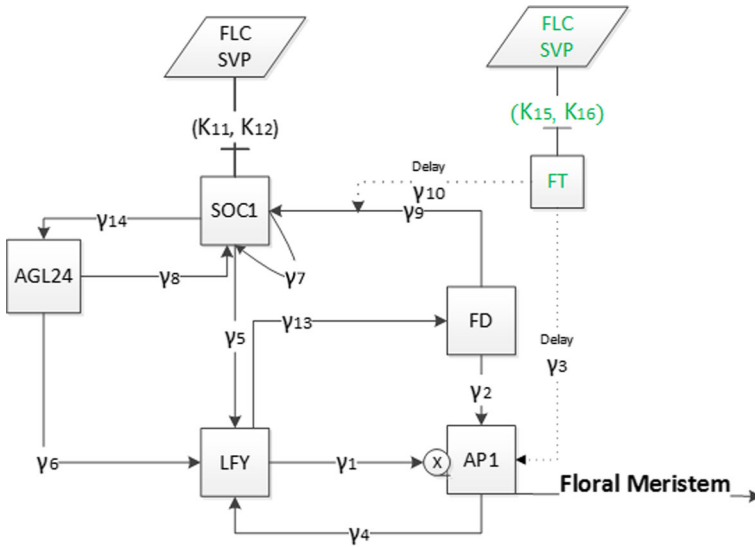 FLC
SVP
FLC
SVP
(K11, K12)
(K15, K16)
Delay
FT
SOC1
γ10
γ9
γ14
AGL24
γ8
γ7
γ5
γ13
FD
Delay
γ3
γ2
γ6
LFY
γ1
X
AP1
Floral Meristem
γ4